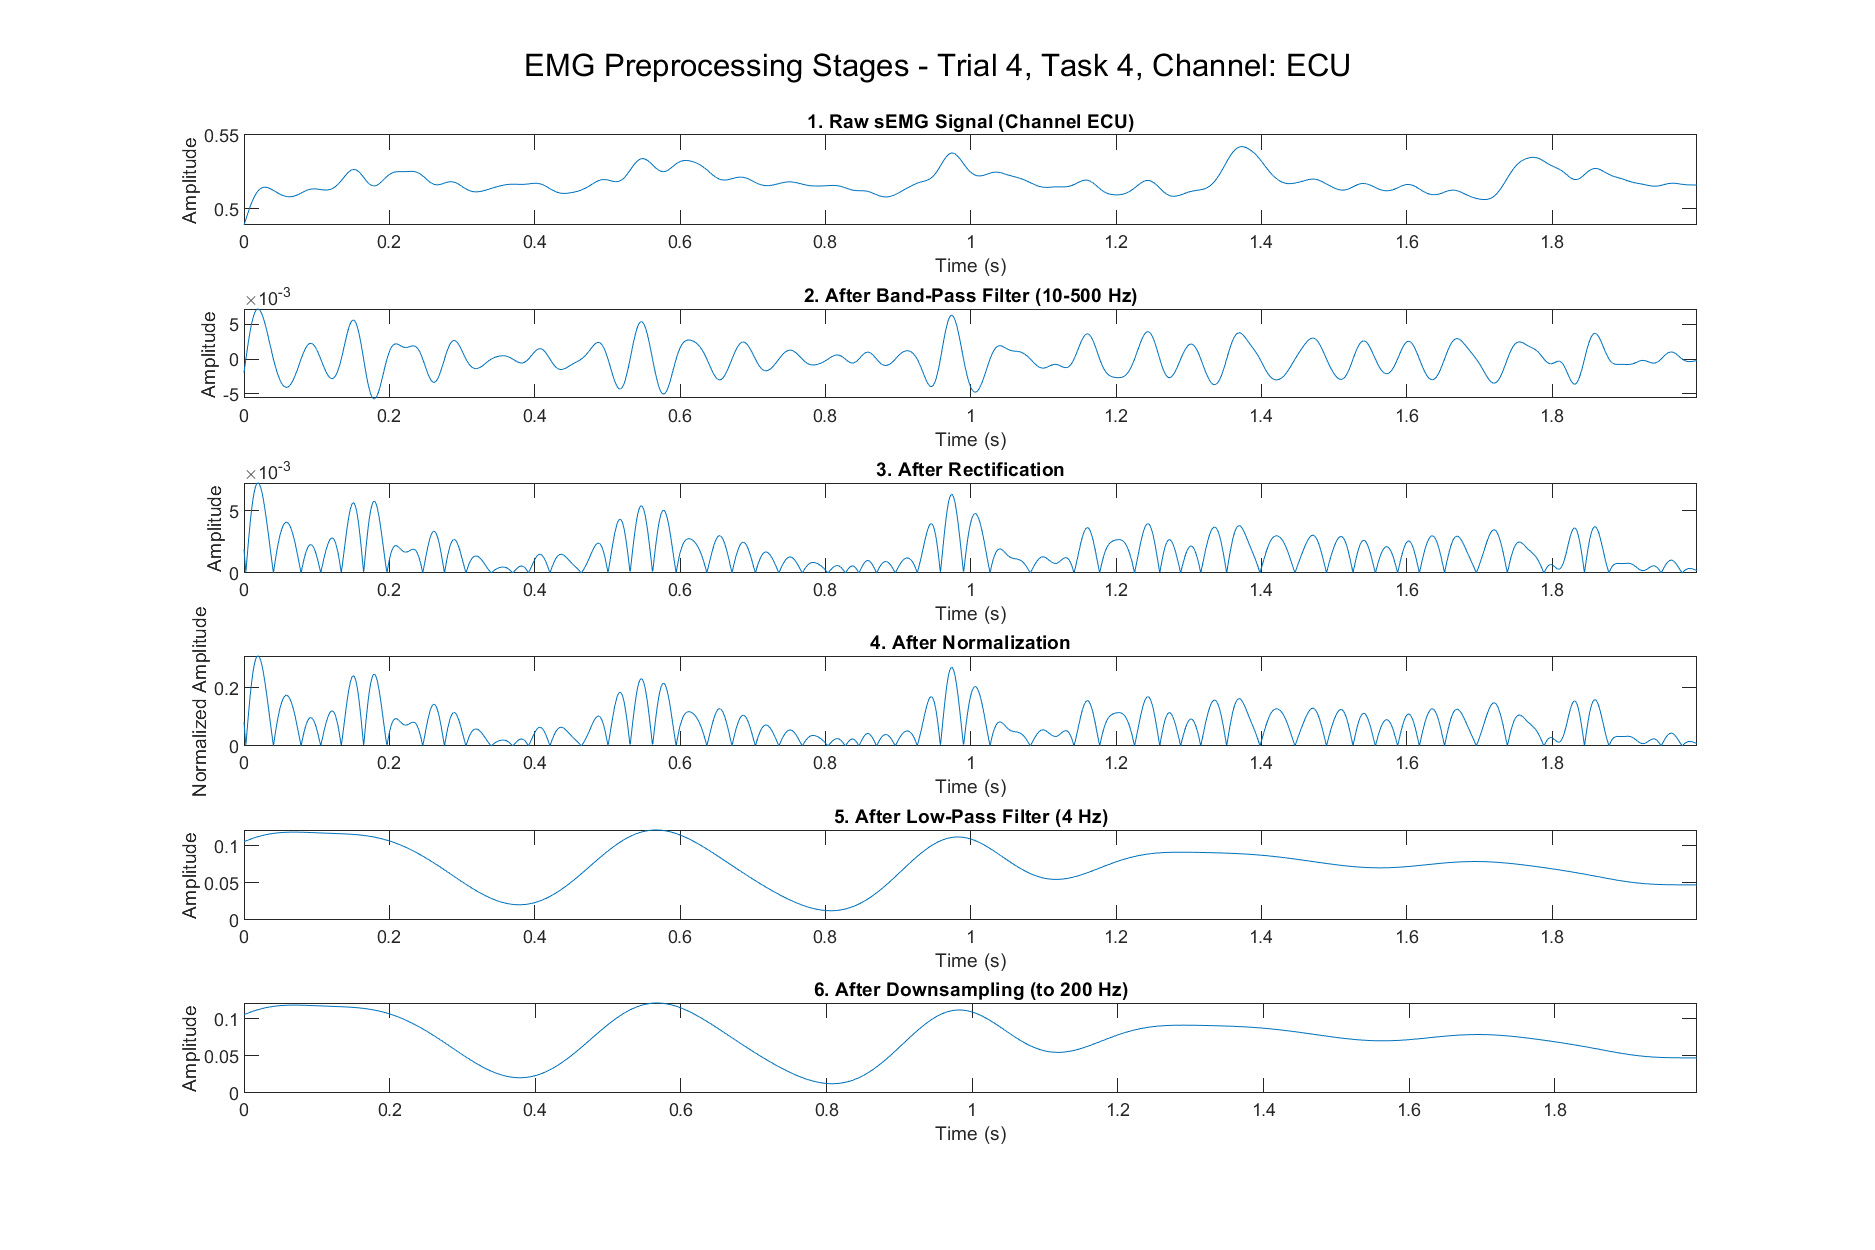 EMG Preprocessing Stages - Trial 4, Task 4, Channel: ECU
1. Raw sEMG Signal (Channel ECU)
Amplitude
0.55
0.5
0 0.2 0.4 0.6 0.8 1 1.2 1.4 1.6 1.8
Time (s)
2. After Band-Pass Filter (10-500 Hz)
×10-3
Amplitude
5
0
-5
0 0.2 0.4 0.6 0.8 1 1.2 1.4 1.6 1.8
Time (s)
3. After Rectification
×10-3
Amplitude
5
0
0 0.2 0.4 0.6 0.8 1 1.2 1.4 1.6 1.8
Time (s)
4. After Normalization
Normalized Amplitude
0.2
0
0 0.2 0.4 0.6 0.8 1 1.2 1.4 1.6 1.8
Time (s)
5. After Low-Pass Filter (4 Hz)
Amplitude
0.1
0.05
0
0 0.2 0.4 0.6 0.8 1 1.2 1.4 1.6 1.8
Time (s)
6. After Downsampling (to 200 Hz)
Amplitude
0.1
0.05
0
0 0.2 0.4 0.6 0.8 1 1.2 1.4 1.6 1.8
Time (s)